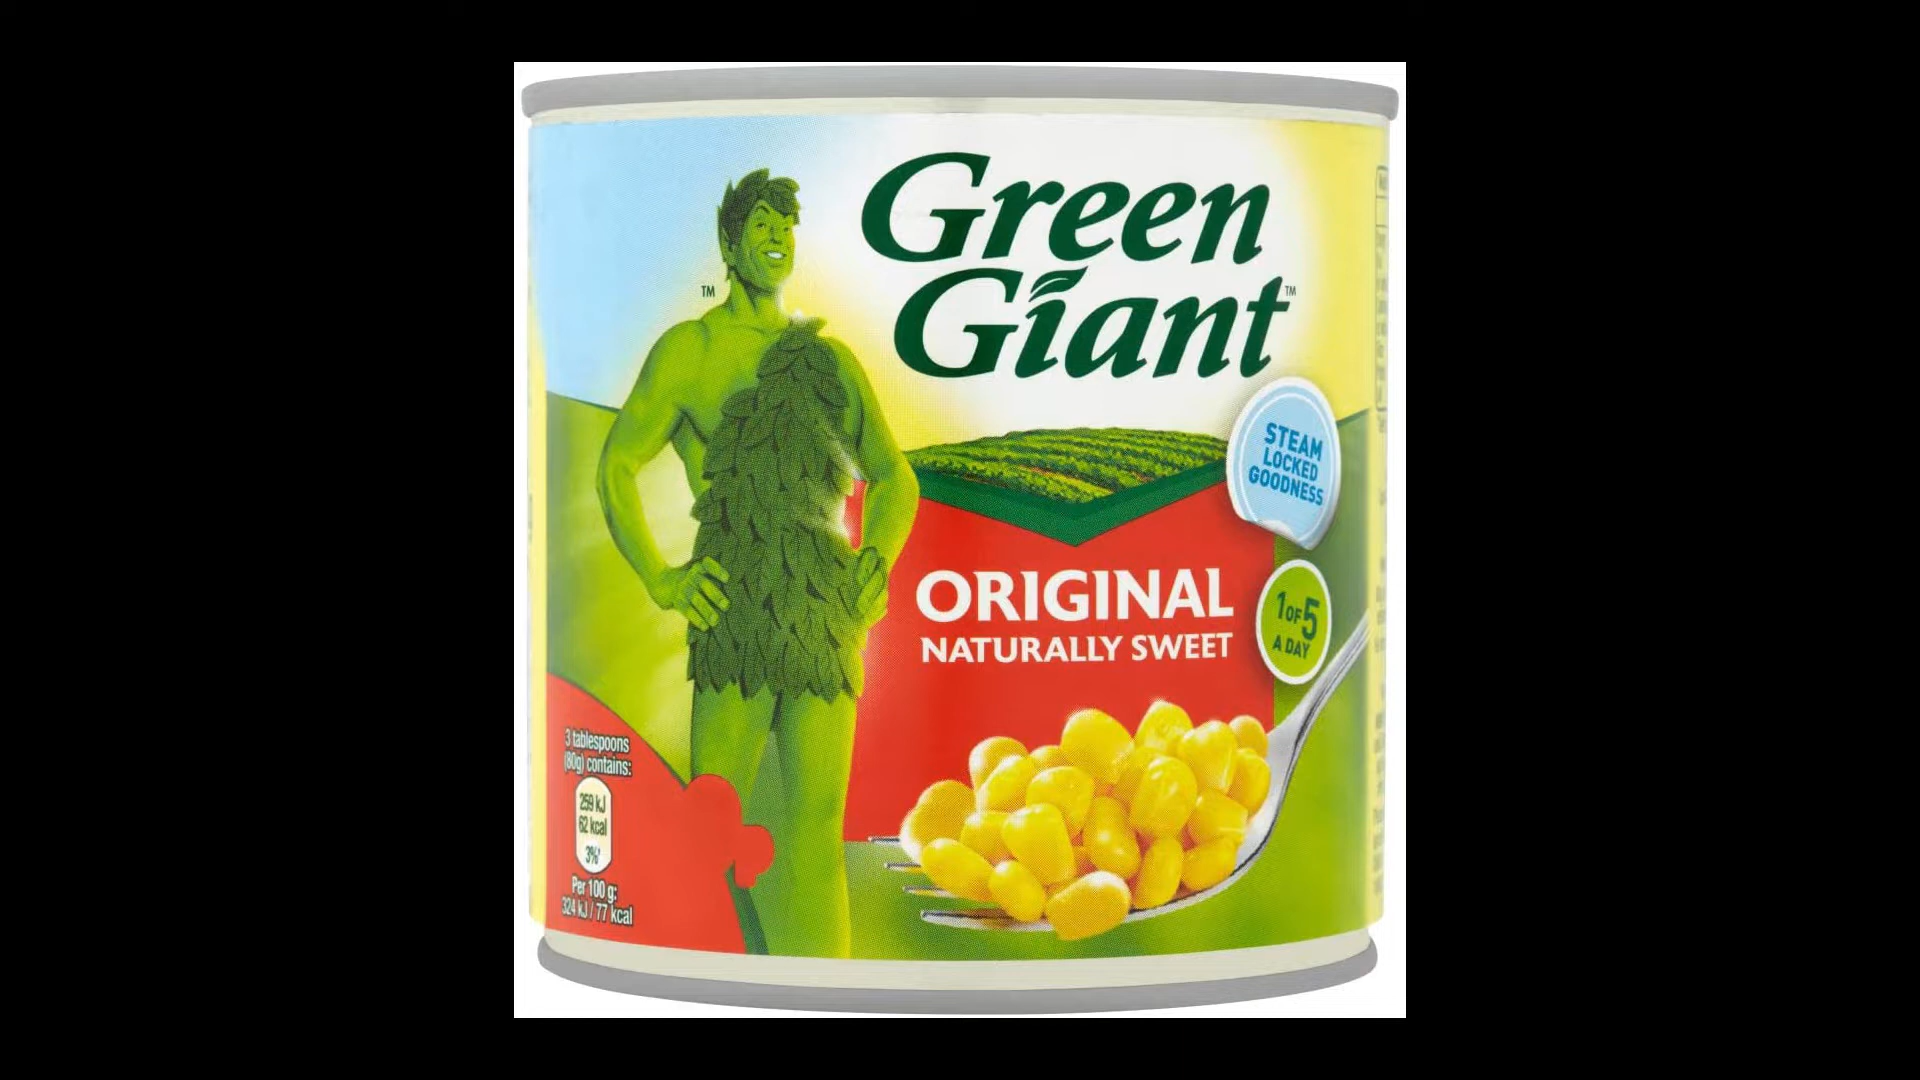 Green
Giant™
™
STEAM
LOCKED
GOODNESS
ORIGINAL
NATURALLY SWEET
1 OF 5
A DAY
3 tablespoons
(80g) contains:
259 kJ
62 kcal
3%*
Per 100 g:
324 kJ / 77 kcal